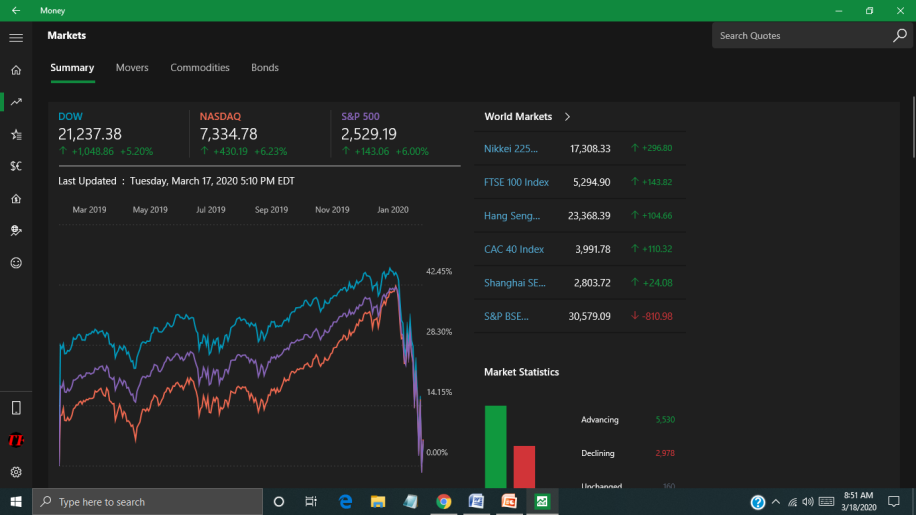 Money
Markets
Search Quotes
Summary Movers Commodities Bonds
DOW NASDAQ S&P 500
21,237.38 7,334.78 2,529.19
+1,048.86 +5.20% +430.19 +6.23% +143.06 +6.00%
Last Updated : Tuesday, March 17, 2020 5:10 PM EDT
Mar 2019 May 2019 Jul 2019 Sep 2019 Nov 2019 Jan 2020
42.45%
28.30%
14.15%
0.00%
World Markets
Nikkei 225... 17,308.33 +296.80
FTSE 100 Index 5,294.90 +143.82
Hang Seng... 23,368.39 +104.66
CAC 40 Index 3,991.78 +110.32
Shanghai SE... 2,803.72 +24.08
S&P BSE... 30,579.09 -810.98
Market Statistics
Advancing 5,530
Declining 2,978
Unchanged 360
$€
TF
Type here to search
8:51 AM
3/18/2020